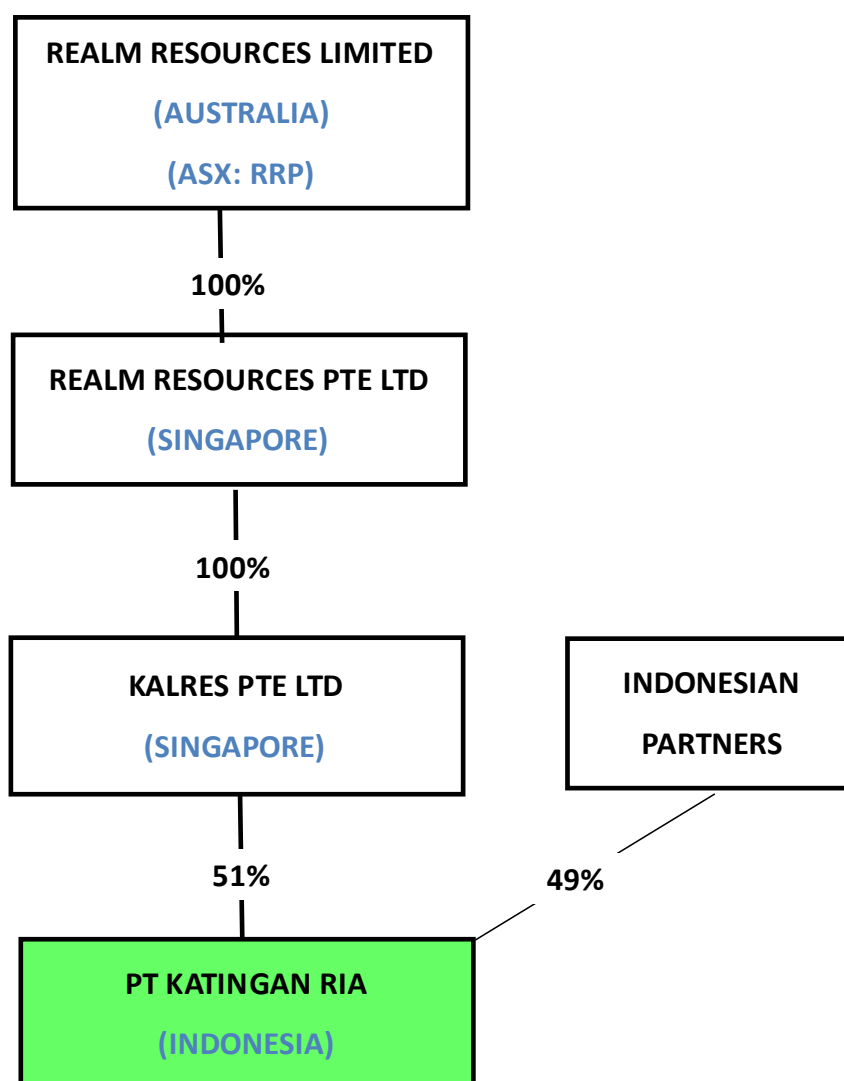 REALM RESOURCES LIMITED
(AUSTRALIA)
(ASX: RRP)
100%
REALM RESOURCES PTE LTD
(SINGAPORE)
100%
KALRES PTE LTD
(SINGAPORE)
INDONESIAN
PARTNERS
51%
49%
PT KATINGAN RIA
(INDONESIA)